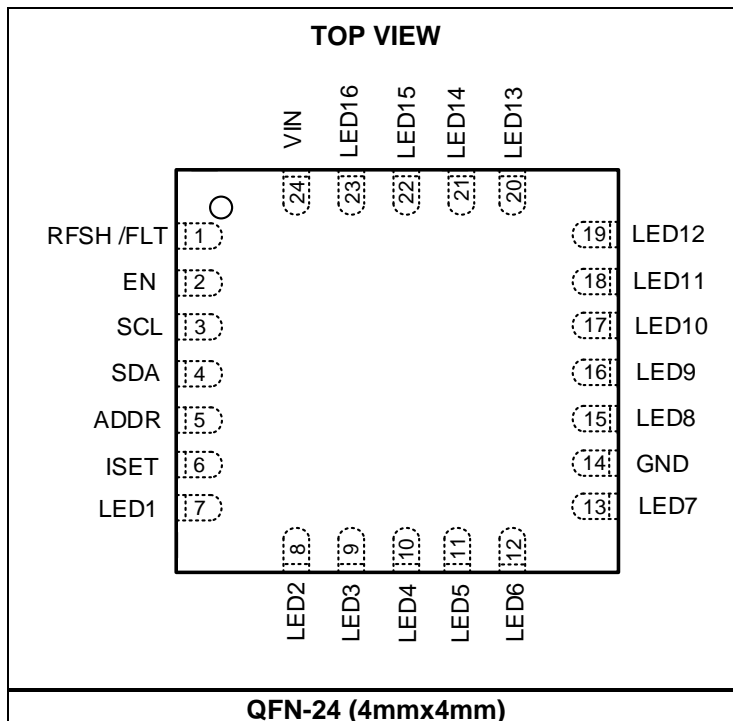 TOP VIEW
VIN
LED16
LED15
LED14
LED13
24
23
22
21
20
RFSH /FLT 1
EN 2
SCL 3
SDA 4
ADDR 5
ISET 6
LED1 7
19 LED12
18 LED11
17 LED10
16 LED9
15 LED8
14 GND
13 LED7
8
9
10
11
12
LED2
LED3
LED4
LED5
LED6
QFN-24 (4mmx4mm)